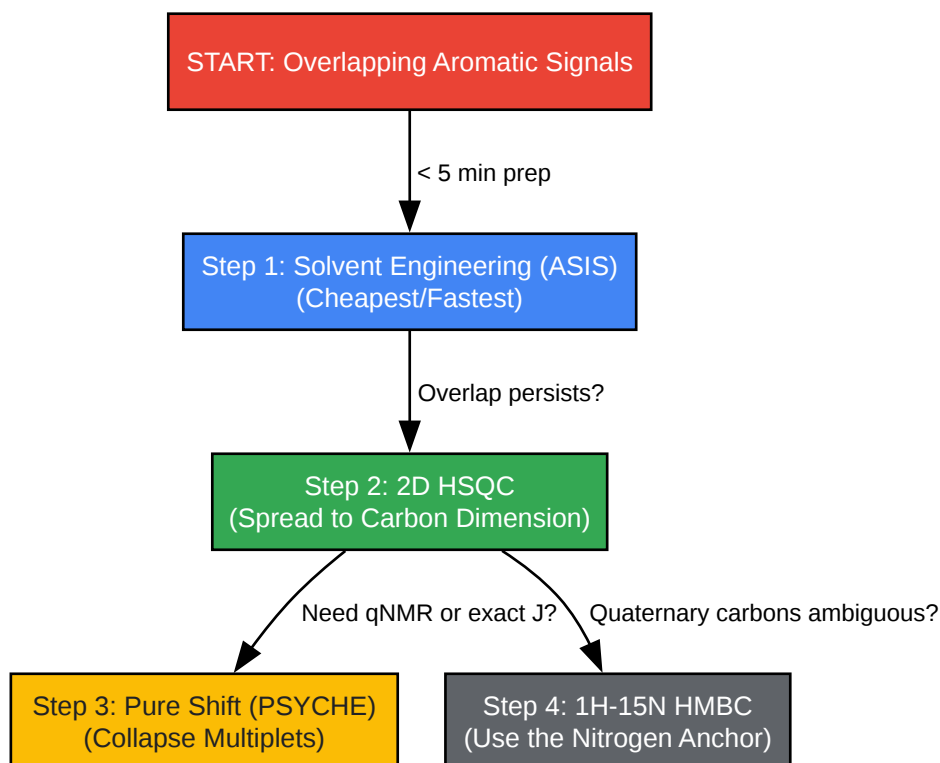 START: Overlapping Aromatic Signals
< 5 min prep
Step 1: Solvent Engineering (ASIS)
(Cheapest/Fastest)
Overlap persists?
Step 2: 2D HSQC
(Spread to Carbon Dimension)
Need qNMR or exact J?
Quaternary carbons ambiguous?
Step 3: Pure Shift (PSYCHE)
(Collapse Multiplets)
Step 4: 1H-15N HMBC
(Use the Nitrogen Anchor)